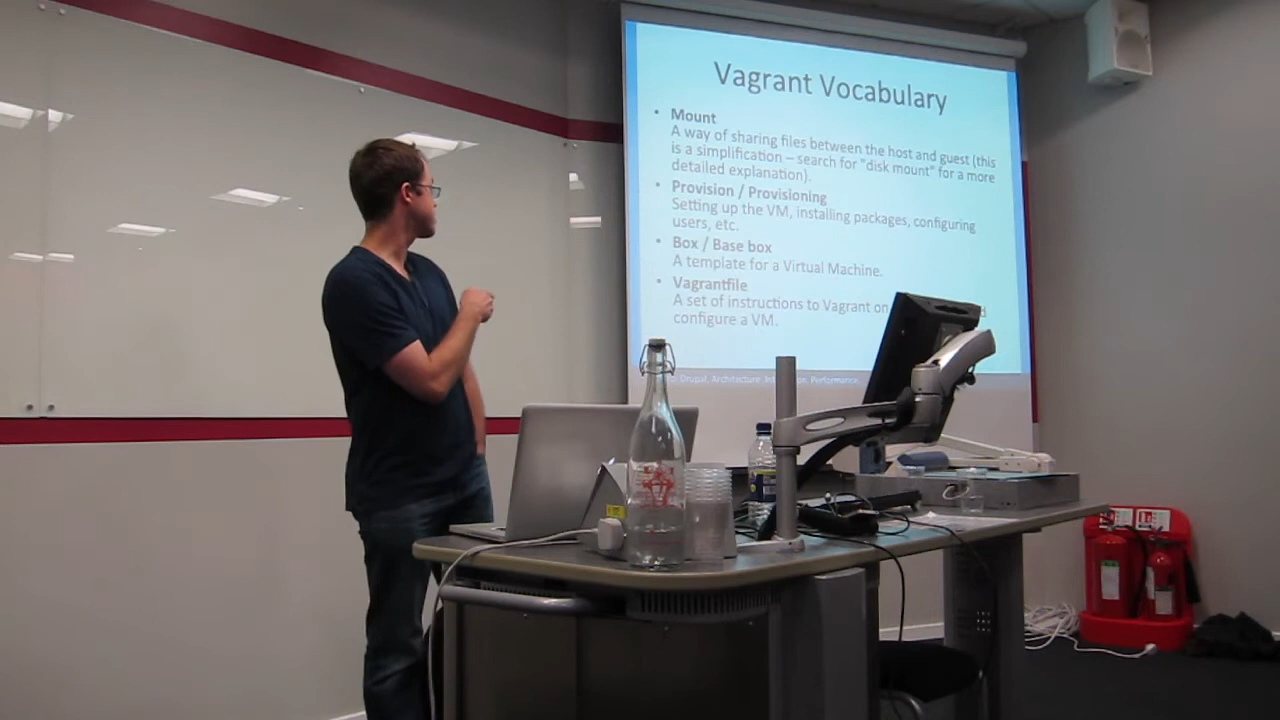 Vagrant Vocabulary
• Mount
A way of sharing files between the host and guest (this
is a simplification – search for "disk mount" for a more
detailed explanation).
• Provision / Provisioning
Setting up the VM, installing packages, configuring
users, etc.
• Box / Base box
A template for a Virtual Machine.
• Vagrantfile
A set of instructions to Vagrant on
configure a VM.
Drupal. Architecture. Performance.